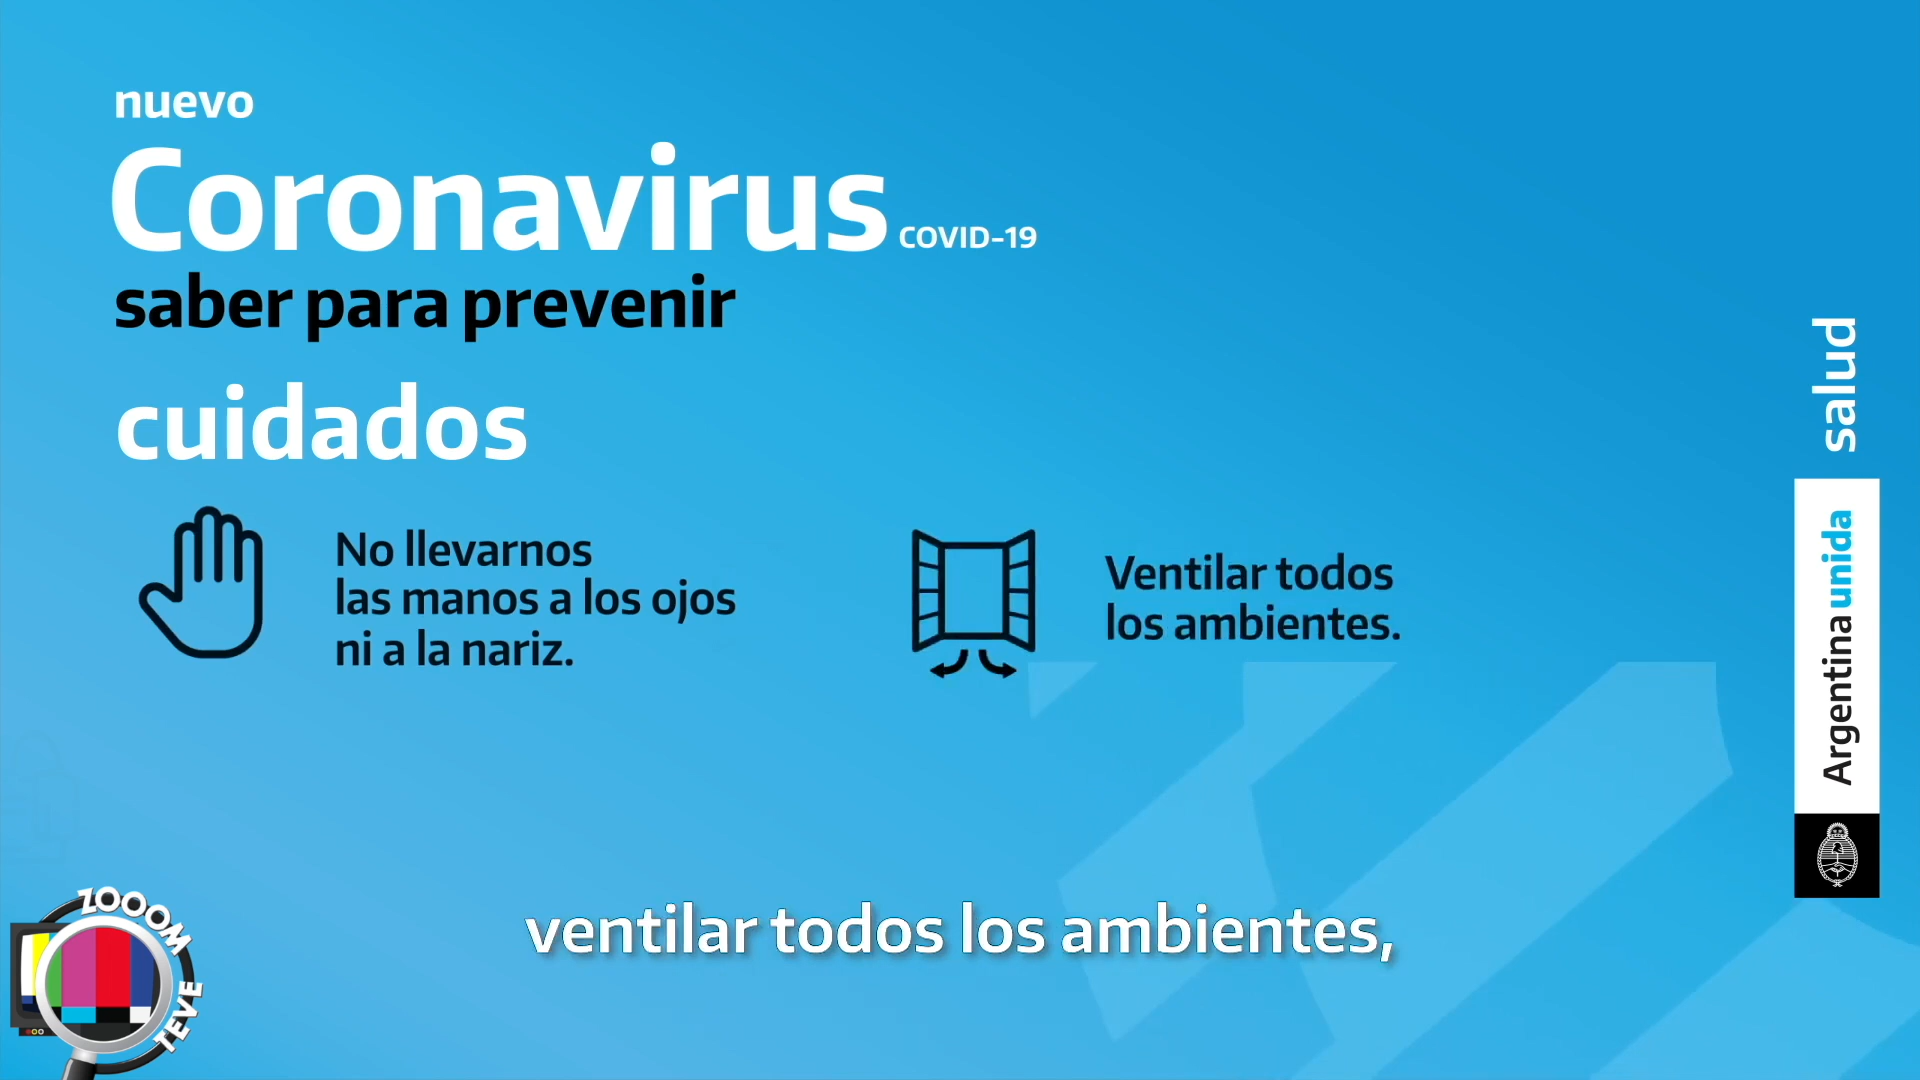 nuevo
Coronavirus COVID-19
saber para prevenir
cuidados
No llevarnos
las manos a los ojos
ni a la nariz.
Ventilar todos
los ambientes.
salud
Argentina unida
ventilar todos los ambientes,
ZOOOM
TEVE